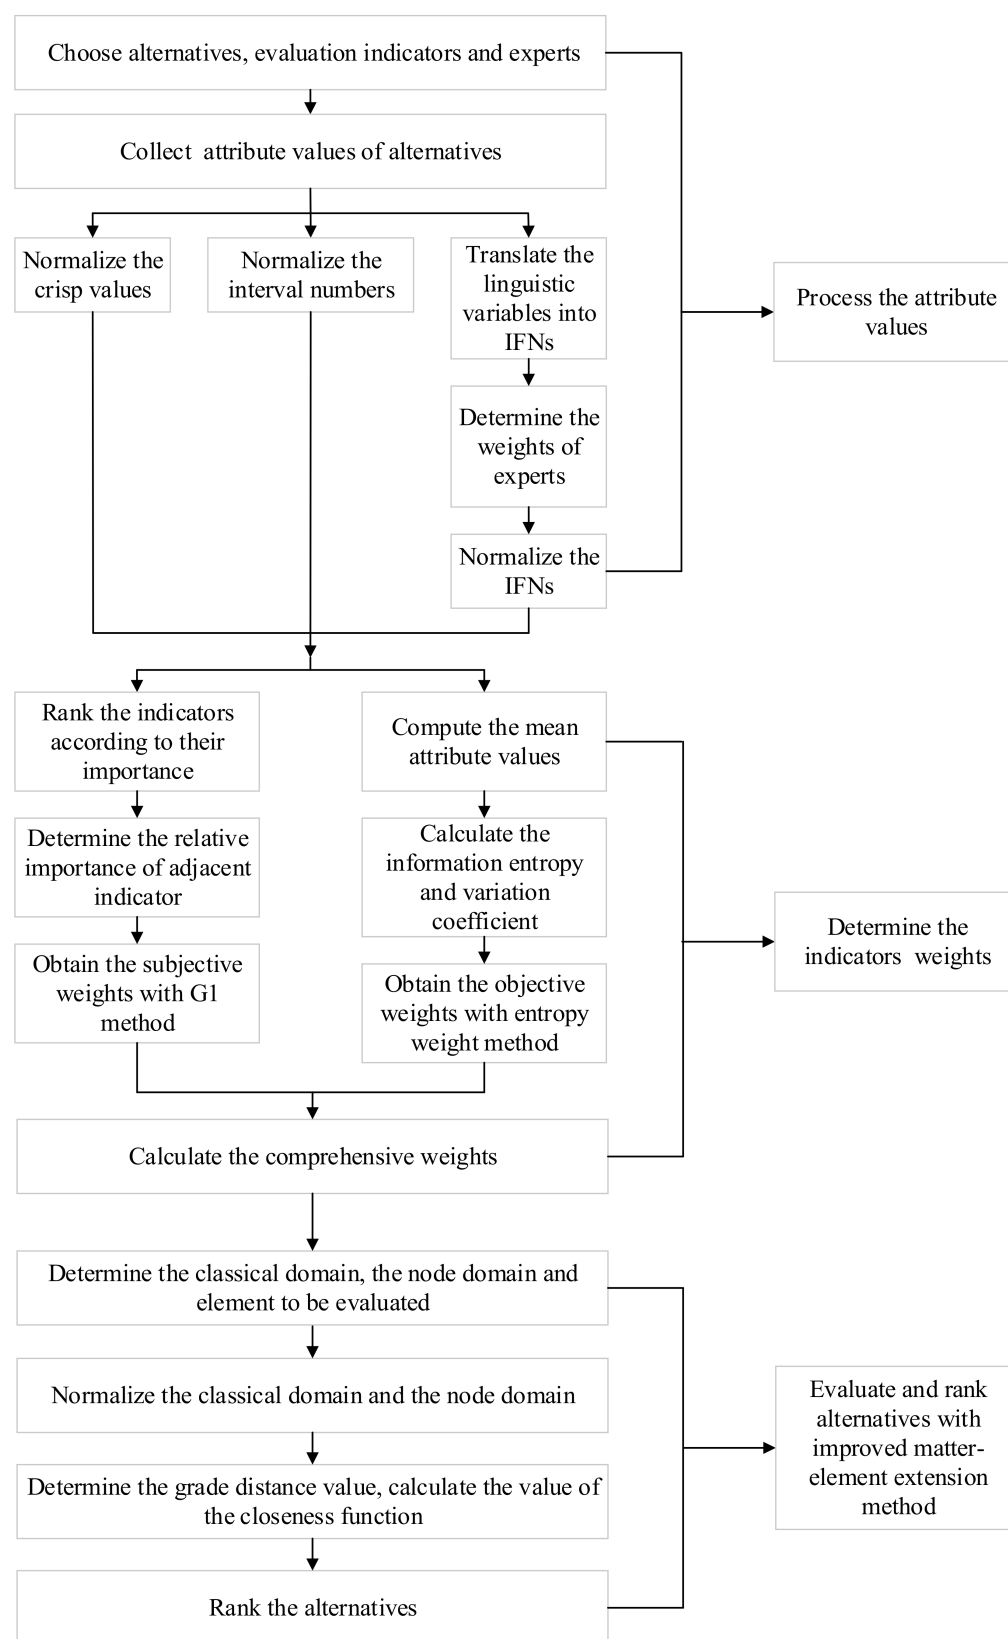 Choose alternatives, evaluation indicators and experts
Collect attribute values of alternatives
Normalize the
crisp values
Normalize the
interval numbers
Translate the
linguistic
variables into
IFNs
Process the attribute
values
Determine the
weights of
experts
Normalize the
IFNs
Rank the indicators
according to their
importance
Compute the mean
attribute values
Determine the relative
importance of adjacent
indicator
Calculate the
information entropy
and variation
coefficient
Determine the
indicators weights
Obtain the subjective
weights with G1
method
Obtain the objective
weights with entropy
weight method
Calculate the comprehensive weights
Determine the classical domain, the node domain and
element to be evaluated
Normalize the classical domain and the node domain
Evaluate and rank
alternatives with
improved matter-
element extension
method
Determine the grade distance value, calculate the value of
the closeness function
Rank the alternatives